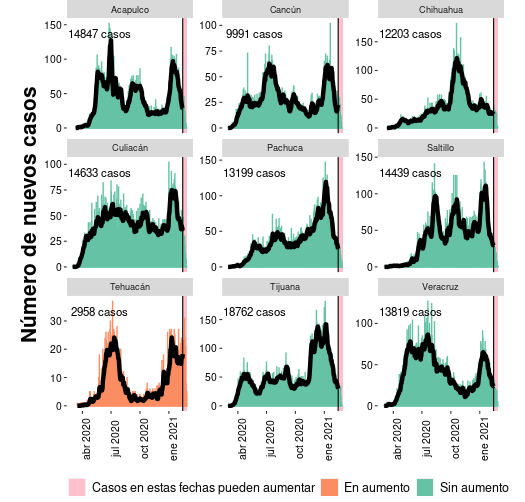 Número de nuevos casos
Acapulco
14847 casos
150
100
50
0
Cancún
9991 casos
100
75
50
25
0
Chihuahua
12203 casos
150
100
50
0
Culiacán
14633 casos
100
75
50
25
0
Pachuca
13199 casos
150
100
50
0
Saltillo
14439 casos
150
100
50
0
Tehuacán
2958 casos
30
20
10
0
Tijuana
18762 casos
150
100
50
0
Veracruz
13819 casos
100
50
0
abr 2020
jul 2020
oct 2020
ene 2021
abr 2020
jul 2020
oct 2020
ene 2021
abr 2020
jul 2020
oct 2020
ene 2021
Casos en estas fechas pueden aumentar
En aumento
Sin aumento